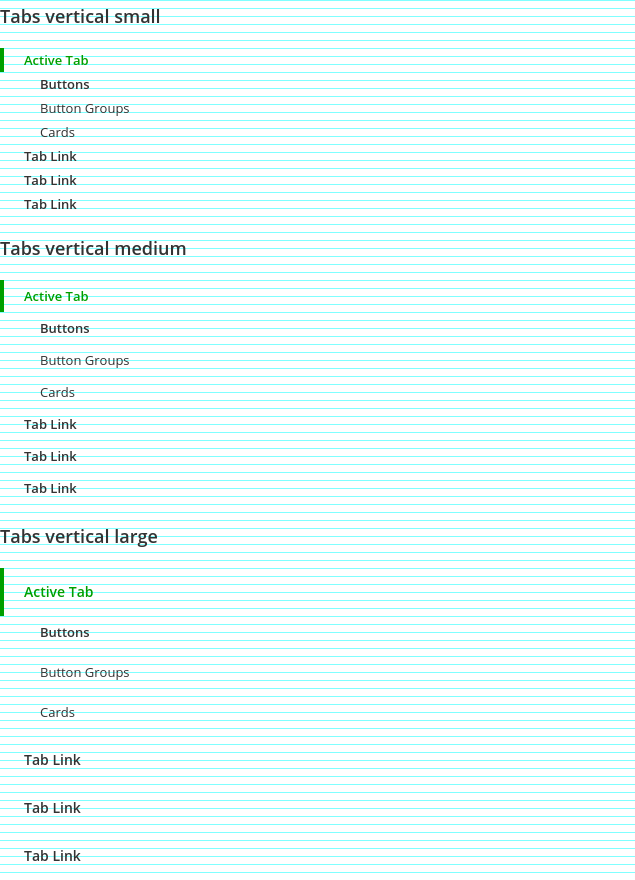 Tabs vertical small
Active Tab
Buttons
Button Groups
Cards
Tab Link
Tab Link
Tab Link
Tabs vertical medium
Active Tab
Buttons
Button Groups
Cards
Tab Link
Tab Link
Tab Link
Tabs vertical large
Active Tab
Buttons
Button Groups
Cards
Tab Link
Tab Link
Tab Link